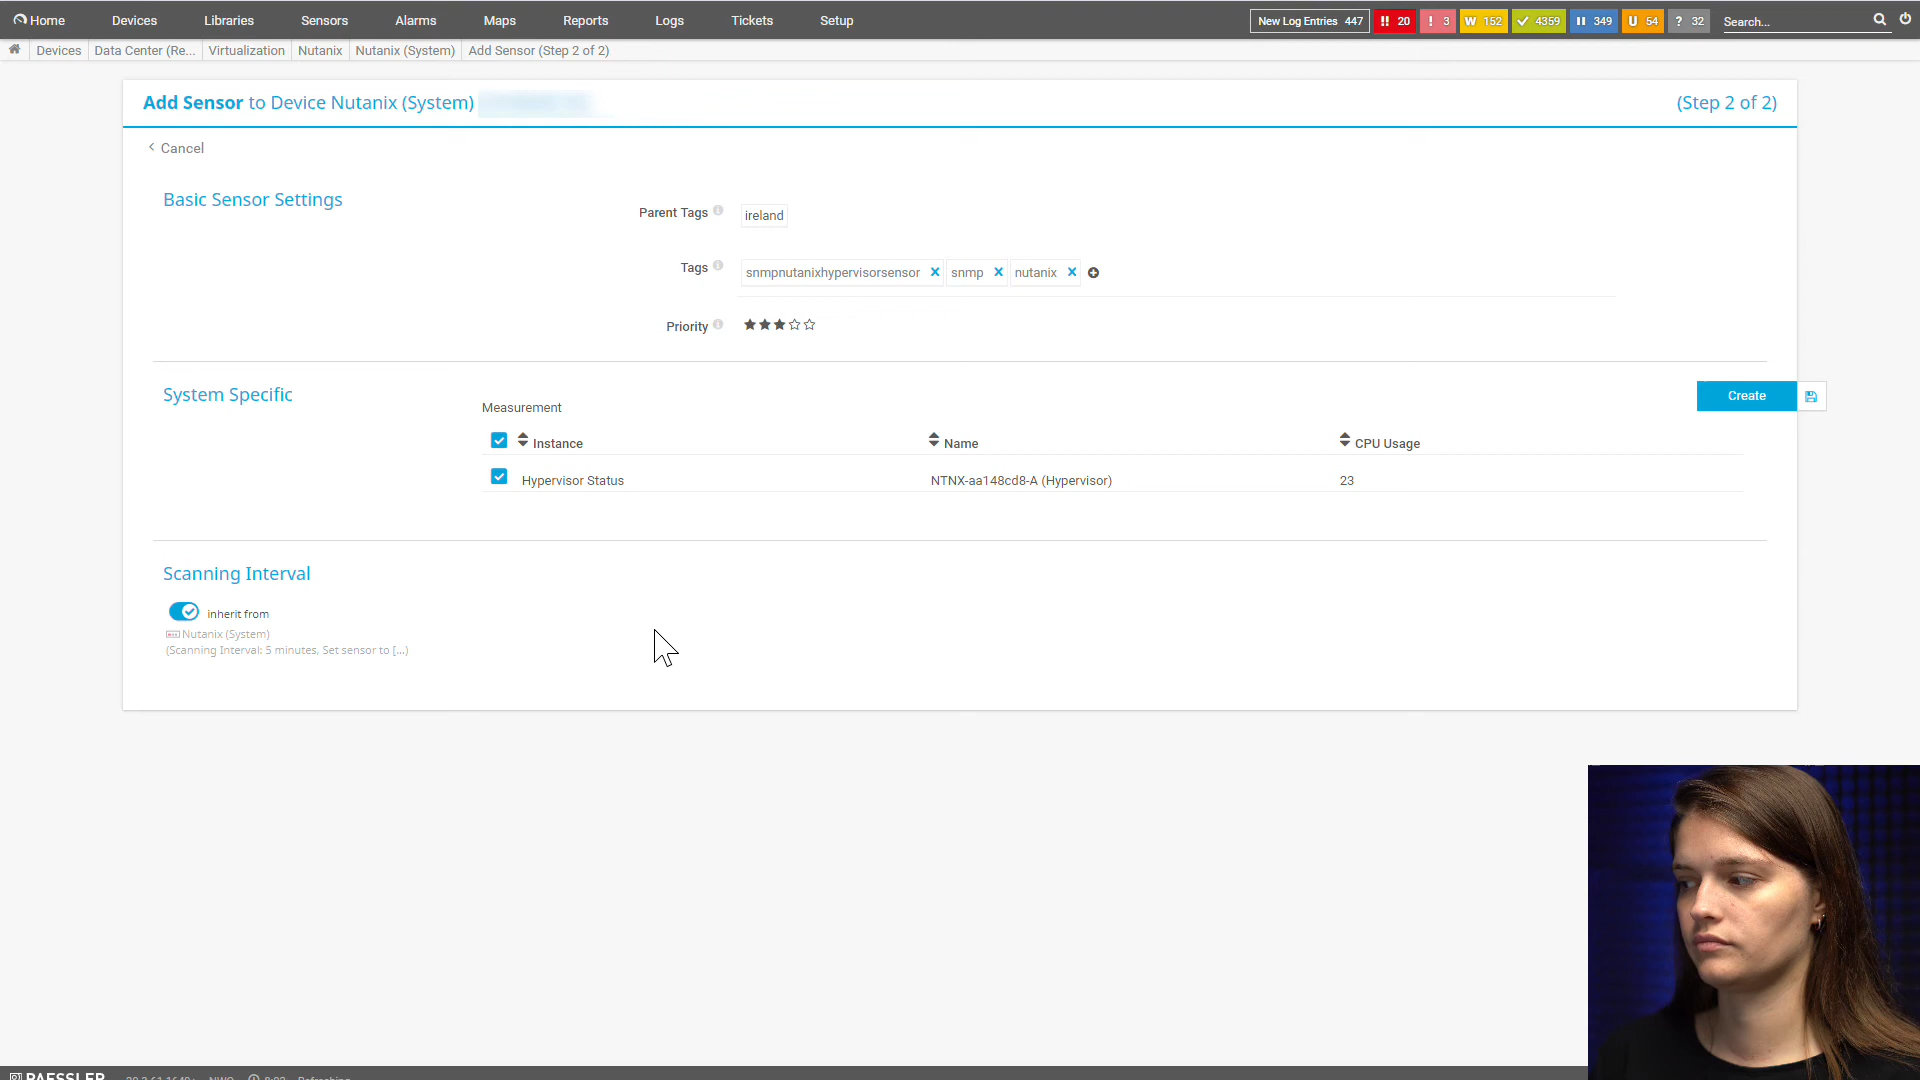 Home Devices Libraries Sensors Alarms Maps Reports Logs Tickets Setup New Log Entries 447 !! 20 ! 3 W 152 4359 349 U 54 ? 32 Search...
Devices Data Center (Re... Virtualization Nutanix Nutanix (System) Add Sensor (Step 2 of 2)
Add Sensor to Device Nutanix (System) (Step 2 of 2)
< Cancel
Basic Sensor Settings
Parent Tags ireland
Tags snmpnutanixhypervisorsensor snmp nutanix
Priority
System Specific
Create
Measurement
Instance Name CPU Usage
Hypervisor Status NTNX-aa148cd8-A (Hypervisor) 23
Scanning Interval
inherit from
Nutanix (System)
(Scanning Interval: 5 minutes, Set sensor to [...)
PAESSLER